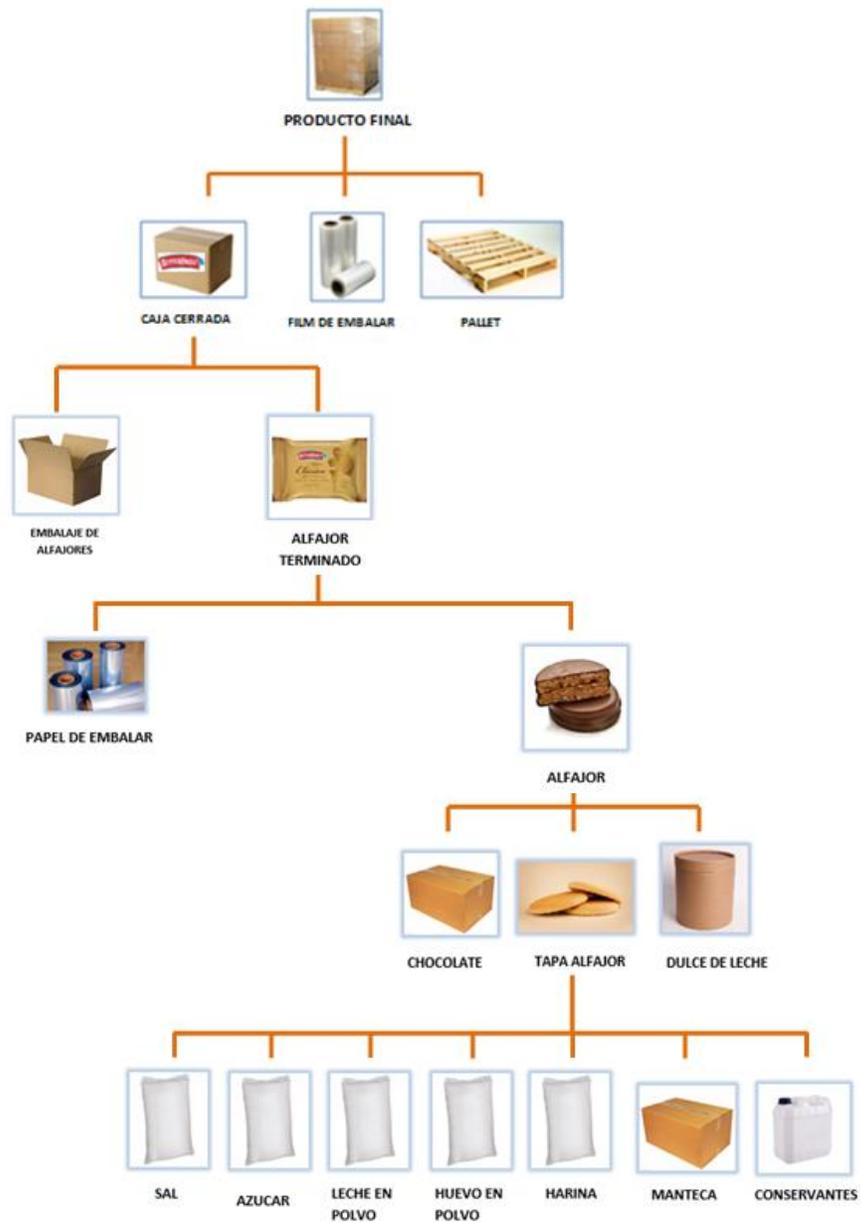 PRODUCTO FINAL
CAJA CERRADA
FILM DE EMBALAR
PALLET
EMBALAJE DE
ALFAJORES
Clásico
ALFAJOR
TERMINADO
PAPEL DE EMBALAR
ALFAJOR
CHOCOLATE
TAPA ALFAJOR
DULCE DE LECHE
SAL
AZUCAR
LECHE EN
POLVO
HUEVO EN
POLVO
HARINA
MANTECA
CONSERVANTES